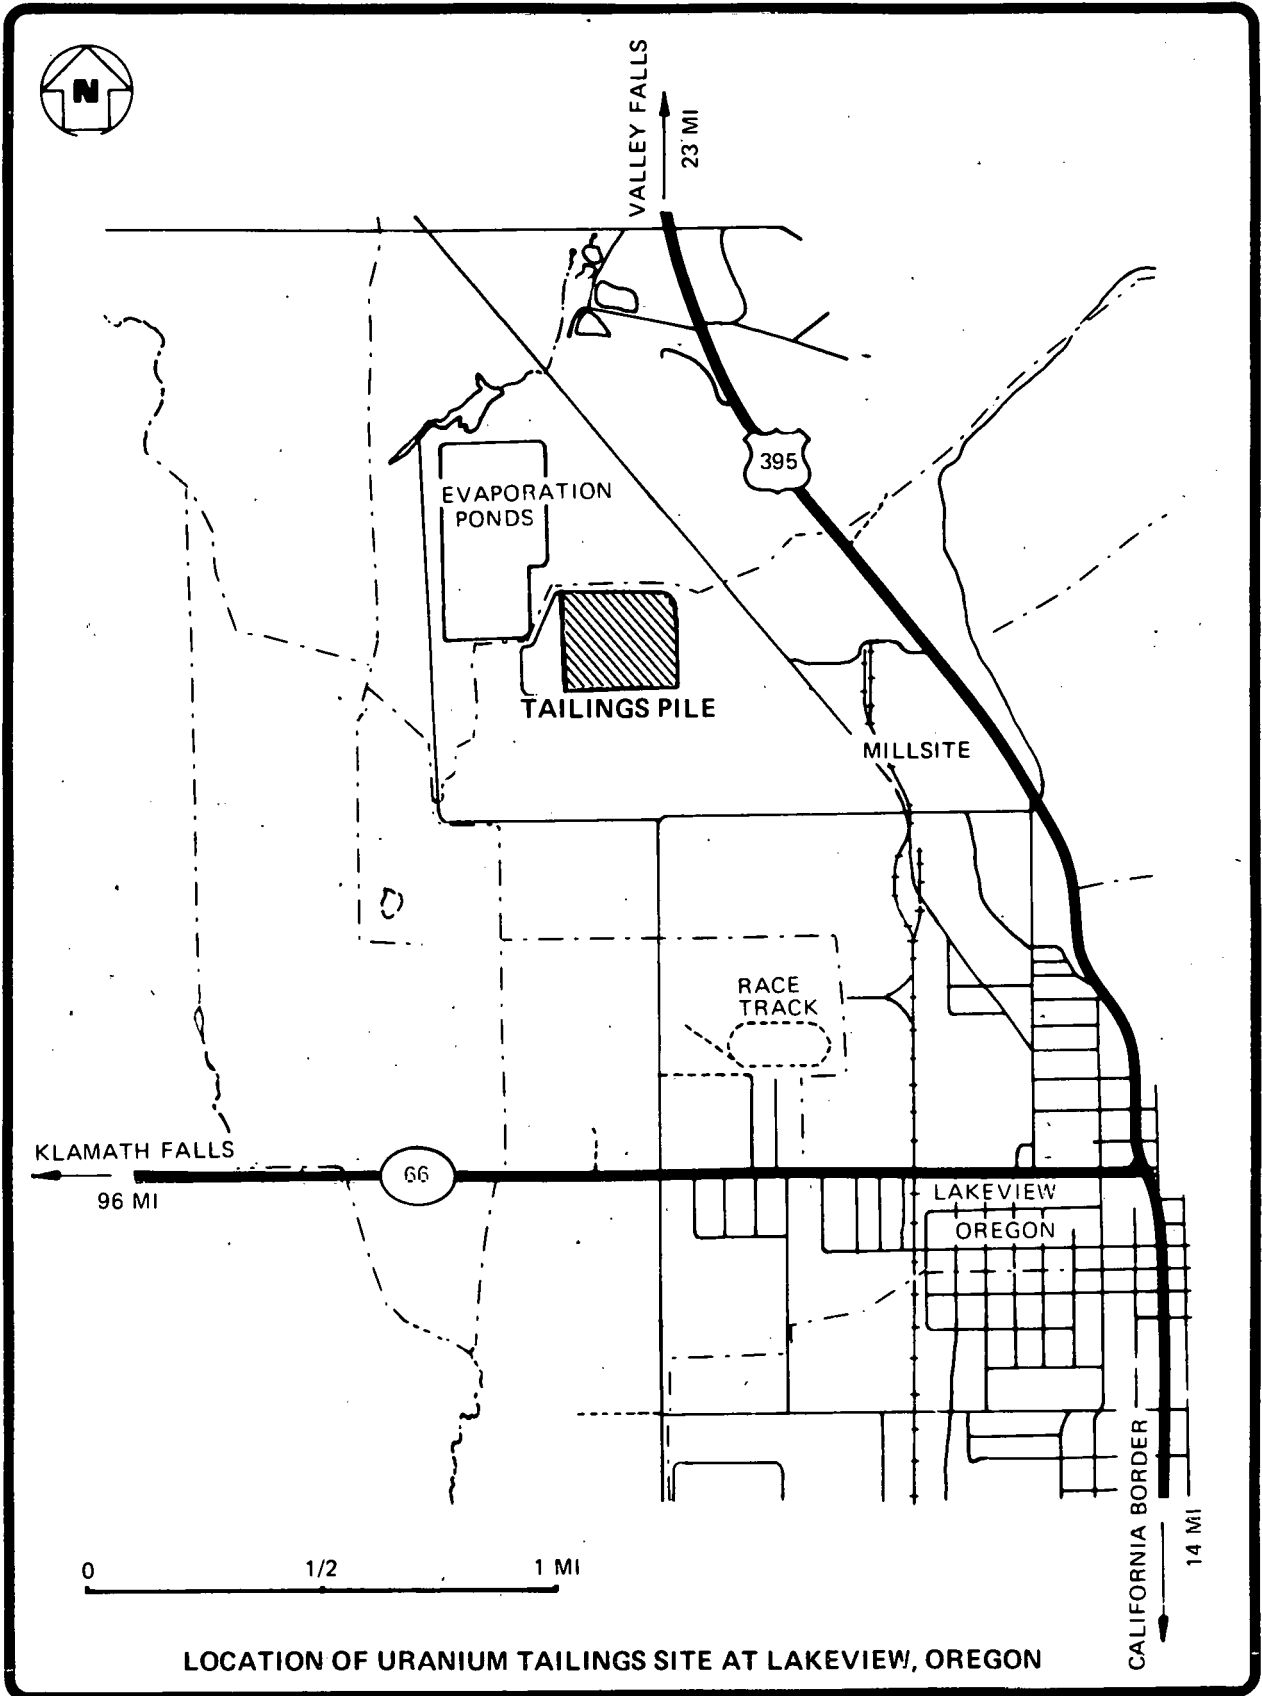 N
VALLEY FALLS
23 MI
395
EVAPORATION
PONDS
TAILINGS PILE
MILLSITE
RACE
TRACK
KLAMATH FALLS
96 MI
66
LAKEVIEW
OREGON
CALIFORNIA BORDER
14 MI
0 1/2 1 MI
LOCATION OF URANIUM TAILINGS SITE AT LAKEVIEW, OREGON